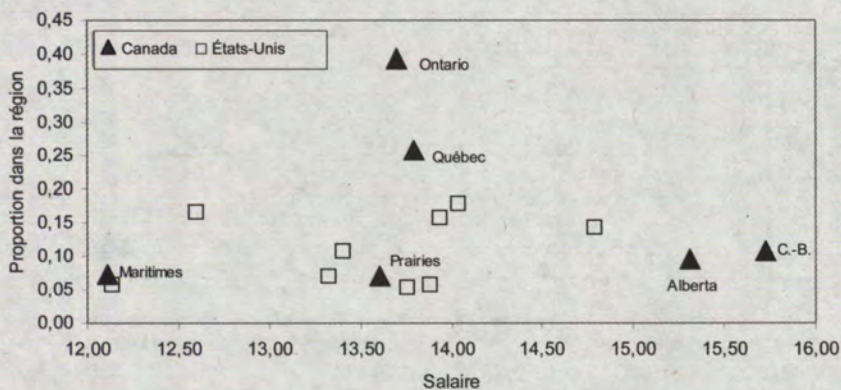 0,45
0,40
0,35
0,30
0,25
0,20
0,15
0,10
0,05
0,00
Proportion dans la région
Canada États-Unis
Ontario
Québec
Maritimes
Prairies
Alberta
C.-B.
12,00 12,50 13,00 13,50 14,00 14,50 15,00 15,50 16,00
Salaire